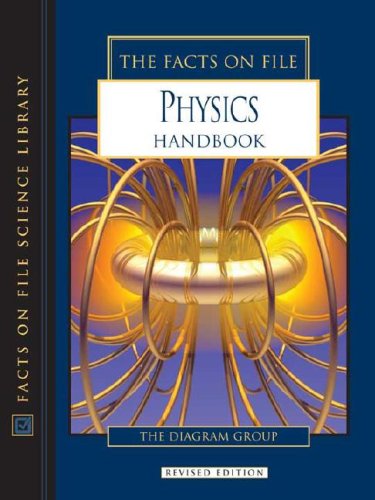 THE FACTS ON FILE
PHYSICS
HANDBOOK
THE DIAGRAM GROUP
REVISED EDITION
FACTS ON FILE SCIENCE LIBRARY